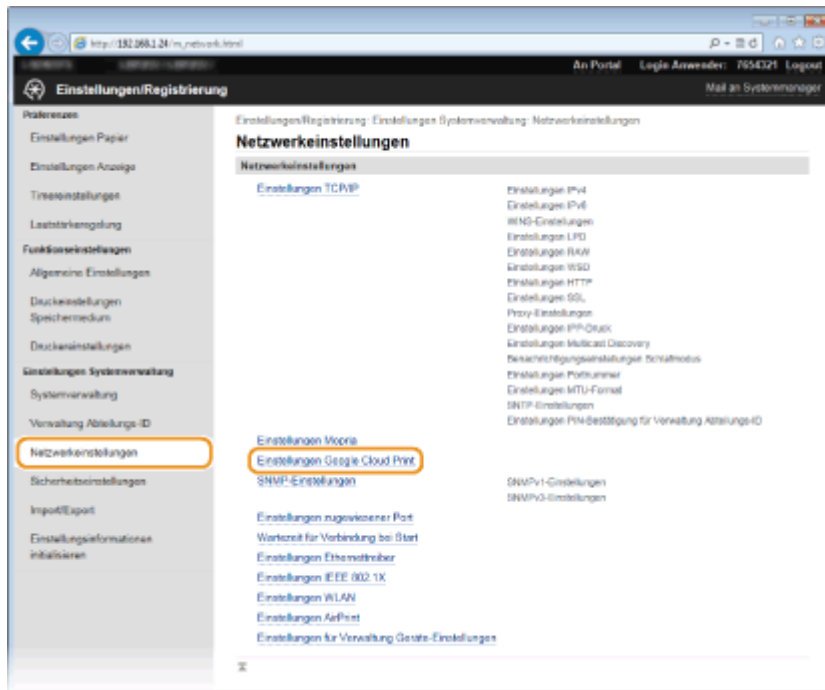 http://192.168.1.24/m_network.html
An Portal Login Anwender: 7654321 Logout
Einstellungen/Registrierung
Mail an Systemmanager
Präferenzen
Einstellungen Papier
Einstellungen Anzeige
Timereinstellungen
Lautstärkeregelung
Funktionseinstellungen
Allgemeine Einstellungen
Druckeinstellungen
Speichermedium
Druckereinstellungen
Einstellungen Systemverwaltung
Systemverwaltung
Verwaltung Abteilungs-ID
Netzwerkeinstellungen
Sicherheitseinstellungen
Import/Export
Einstellungsinformationen
initialisieren
Einstellungen/Registrierung: Einstellungen Systemverwaltung: Netzwerkeinstellungen
Netzwerkeinstellungen
Netzwerkeinstellungen
Einstellungen TCP/IP
Einstellungen IPv4
Einstellungen IPv6
WINS-Einstellungen
Einstellungen LPD
Einstellungen RAW
Einstellungen WSD
Einstellungen HTTP
Einstellungen SSL
Proxy-Einstellungen
Einstellungen IPP-Druck
Einstellungen Multicast Discovery
Benachrichtigungseinstellungen Schlafmodus
Einstellungen Portnummer
Einstellungen MTU-Format
SNTP-Einstellungen
Einstellungen PIN-Bestätigung für Verwaltung Abteilungs-ID
Einstellungen Mopria
Einstellungen Google Cloud Print
SNMP-Einstellungen
SNMPv1-Einstellungen
SNMPv3-Einstellungen
Einstellungen zugewiesener Port
Wartezeit für Verbindung bei Start
Einstellungen Ethernettreiber
Einstellungen IEEE 802.1X
Einstellungen WLAN
Einstellungen AirPrint
Einstellungen für Verwaltung Geräte-Einstellungen